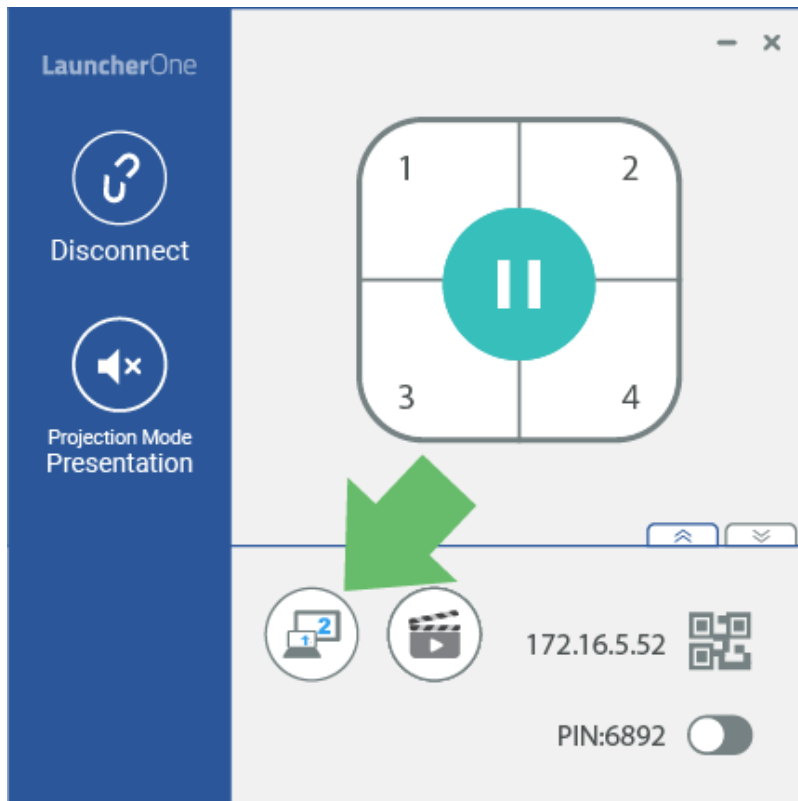 LauncherOne
Disconnect
Projection Mode
Presentation
1
2
3
4
1 2
172.16.5.52
PIN:6892